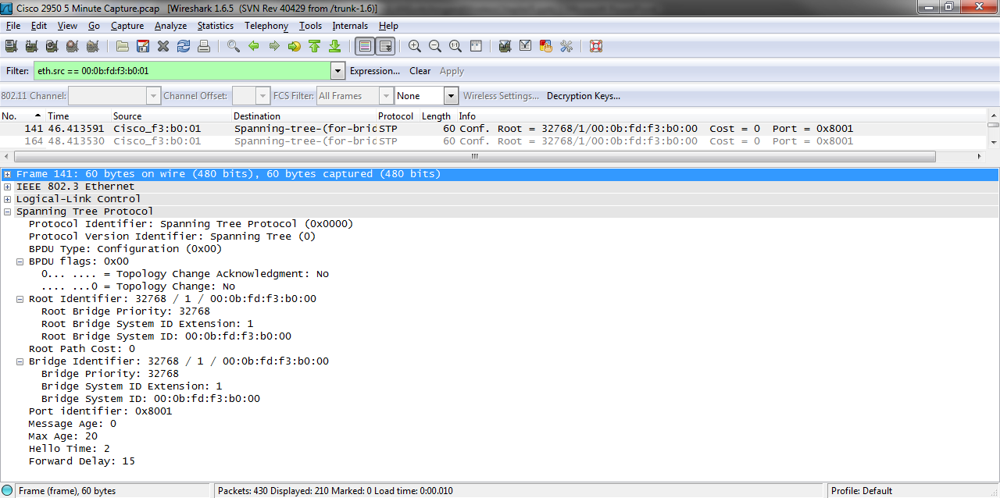 Cisco 2950 5 Minute Capture.pcap [Wireshark 1.6.5 (SVN Rev 40429 from /trunk-1.6)]
File Edit View Go Capture Analyze Statistics Telephony Tools Internals Help
Filter: eth.src == 00:0b:fd:f3:b0:01 Expression... Clear Apply
802.11 Channel: Channel Offset: FCS Filter: All Frames None Wireless Settings... Decryption Keys...
No. Time Source Destination Protocol Length Info
141 46.413591 Cisco_f3:b0:01 Spanning-tree-(for-bridSTP 60 Conf. Root = 32768/1/00:0b:fd:f3:b0:00 Cost = 0 Port = 0x8001
164 48.413530 Cisco_f3:b0:01 Spanning-tree-(for-bridSTP 60 Conf. Root = 32768/1/00:0b:fd:f3:b0:00 Cost = 0 Port = 0x8001
Frame 141: 60 bytes on wire (480 bits), 60 bytes captured (480 bits)
IEEE 802.3 Ethernet
Logical-Link Control
Spanning Tree Protocol
Protocol Identifier: Spanning Tree Protocol (0x0000)
Protocol Version Identifier: Spanning Tree (0)
BPDU Type: Configuration (0x00)
BPDU flags: 0x00
0... .... = Topology Change Acknowledgment: No
.... ...0 = Topology Change: No
Root Identifier: 32768 / 1 / 00:0b:fd:f3:b0:00
Root Bridge Priority: 32768
Root Bridge System ID Extension: 1
Root Bridge System ID: 00:0b:fd:f3:b0:00
Root Path Cost: 0
Bridge Identifier: 32768 / 1 / 00:0b:fd:f3:b0:00
Bridge Priority: 32768
Bridge System ID Extension: 1
Bridge System ID: 00:0b:fd:f3:b0:00
Port identifier: 0x8001
Message Age: 0
Max Age: 20
Hello Time: 2
Forward Delay: 15
Frame (frame), 60 bytes Packets: 430 Displayed: 210 Marked: 0 Load time: 0:00.010 Profile: Default